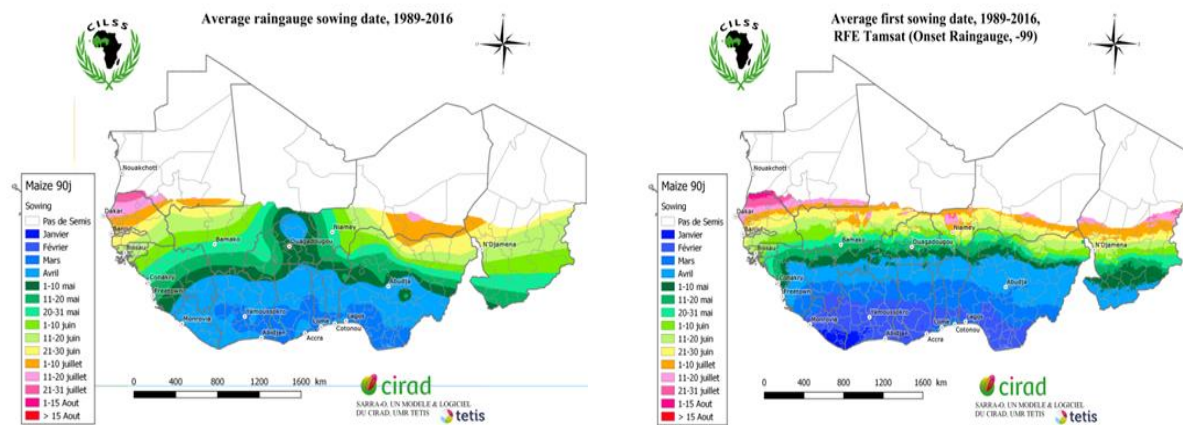 Average raingauge sowing date, 1989-2016
CILSS
Nouakchott
Dakar
Banjul
Bissau
Bamako
Ouagadougou
Niamey
N'Djamena
Conakry
Freetown
Monrovia
Yamoussokro
Abidjan
Accra
Lome
Cotonou
Lagos
Abudja
Maize 90j
Sowing
Pas de Semis
Janvier
Février
Mars
Avril
1-10 mai
11-20 mai
20-31 mai
1-10 juin
11-20 juin
21-30 juin
1-10 juillet
11-20 juillet
21-31 juillet
1-15 Aout
> 15 Aout
0 400 800 1200 1600 km
cirad
SARRA-O. UN MODELE & LOGICIEL
DU CIRAD. UMR TETIS
tetis
Average first sowing date, 1989-2016,
RFE Tamsat (Onset Raingauge, -99)
CILSS
Nouakchott
Dakar
Banjul
Bissau
Bamako
Ouagadougou
Niamey
N'Djamena
Conakry
Freetown
Monrovia
Yamoussokro
Abidjan
Accra
Lome
Cotonou
Lagos
Abudja
Maize 90j
Sowing
Pas de Semis
Janvier
Février
Mars
Avril
1-10 mai
11-20 mai
20-31 mai
1-10 juin
11-20 juin
21-30 juin
1-10 juillet
11-20 juillet
21-31 juillet
1-15 Aout
> 15 Aout
0 400 800 1200 1600 km
cirad
SARRA-O. UN MODELE & LOGICIEL
DU CIRAD. UMR TETIS
tetis